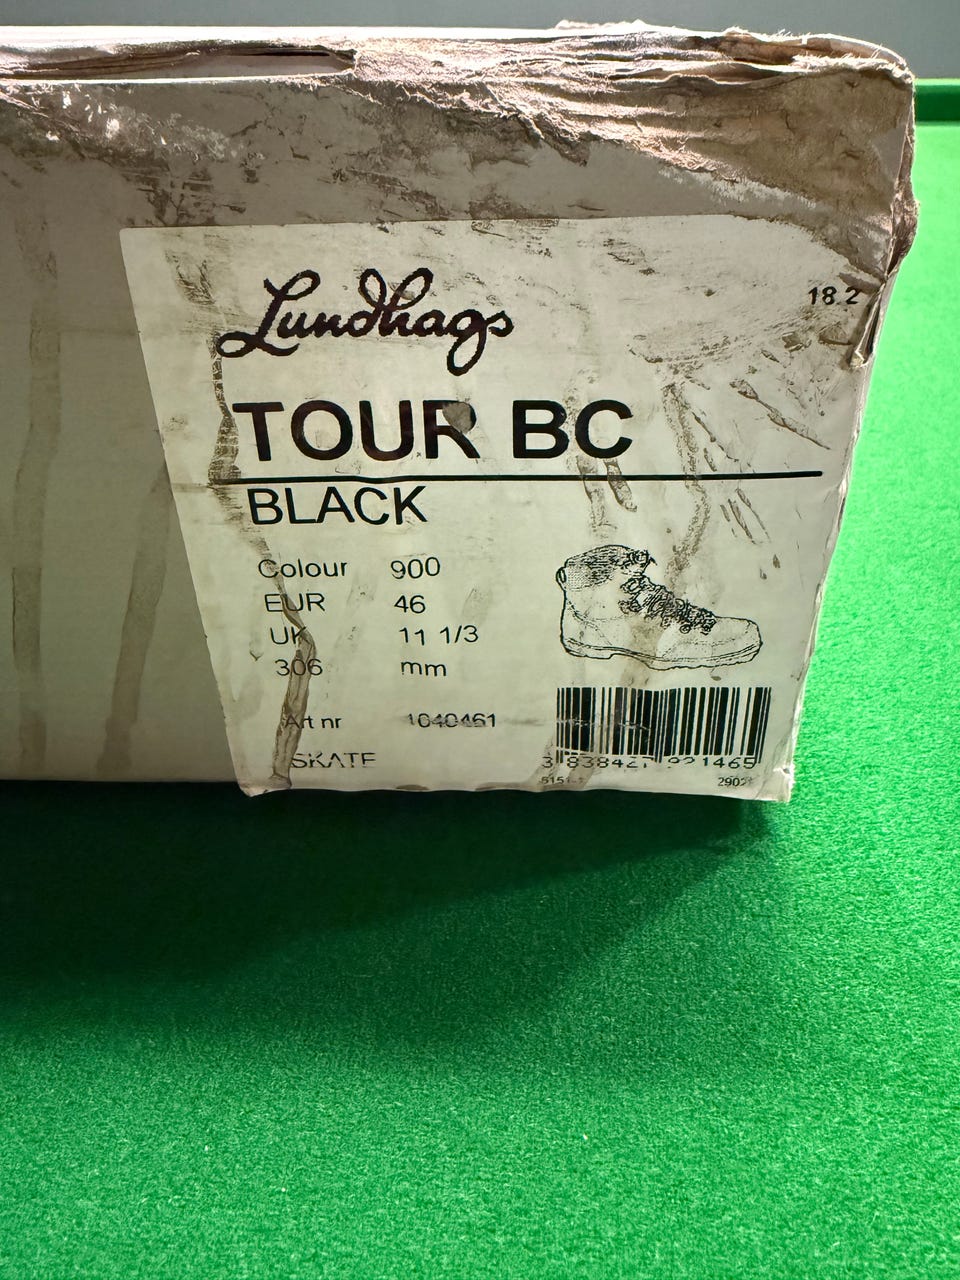 Lundhags
18.2
TOUR BC
BLACK
Colour 900
EUR 46
UK 11 1/3
306 mm
Art nr 1040461
SKATE